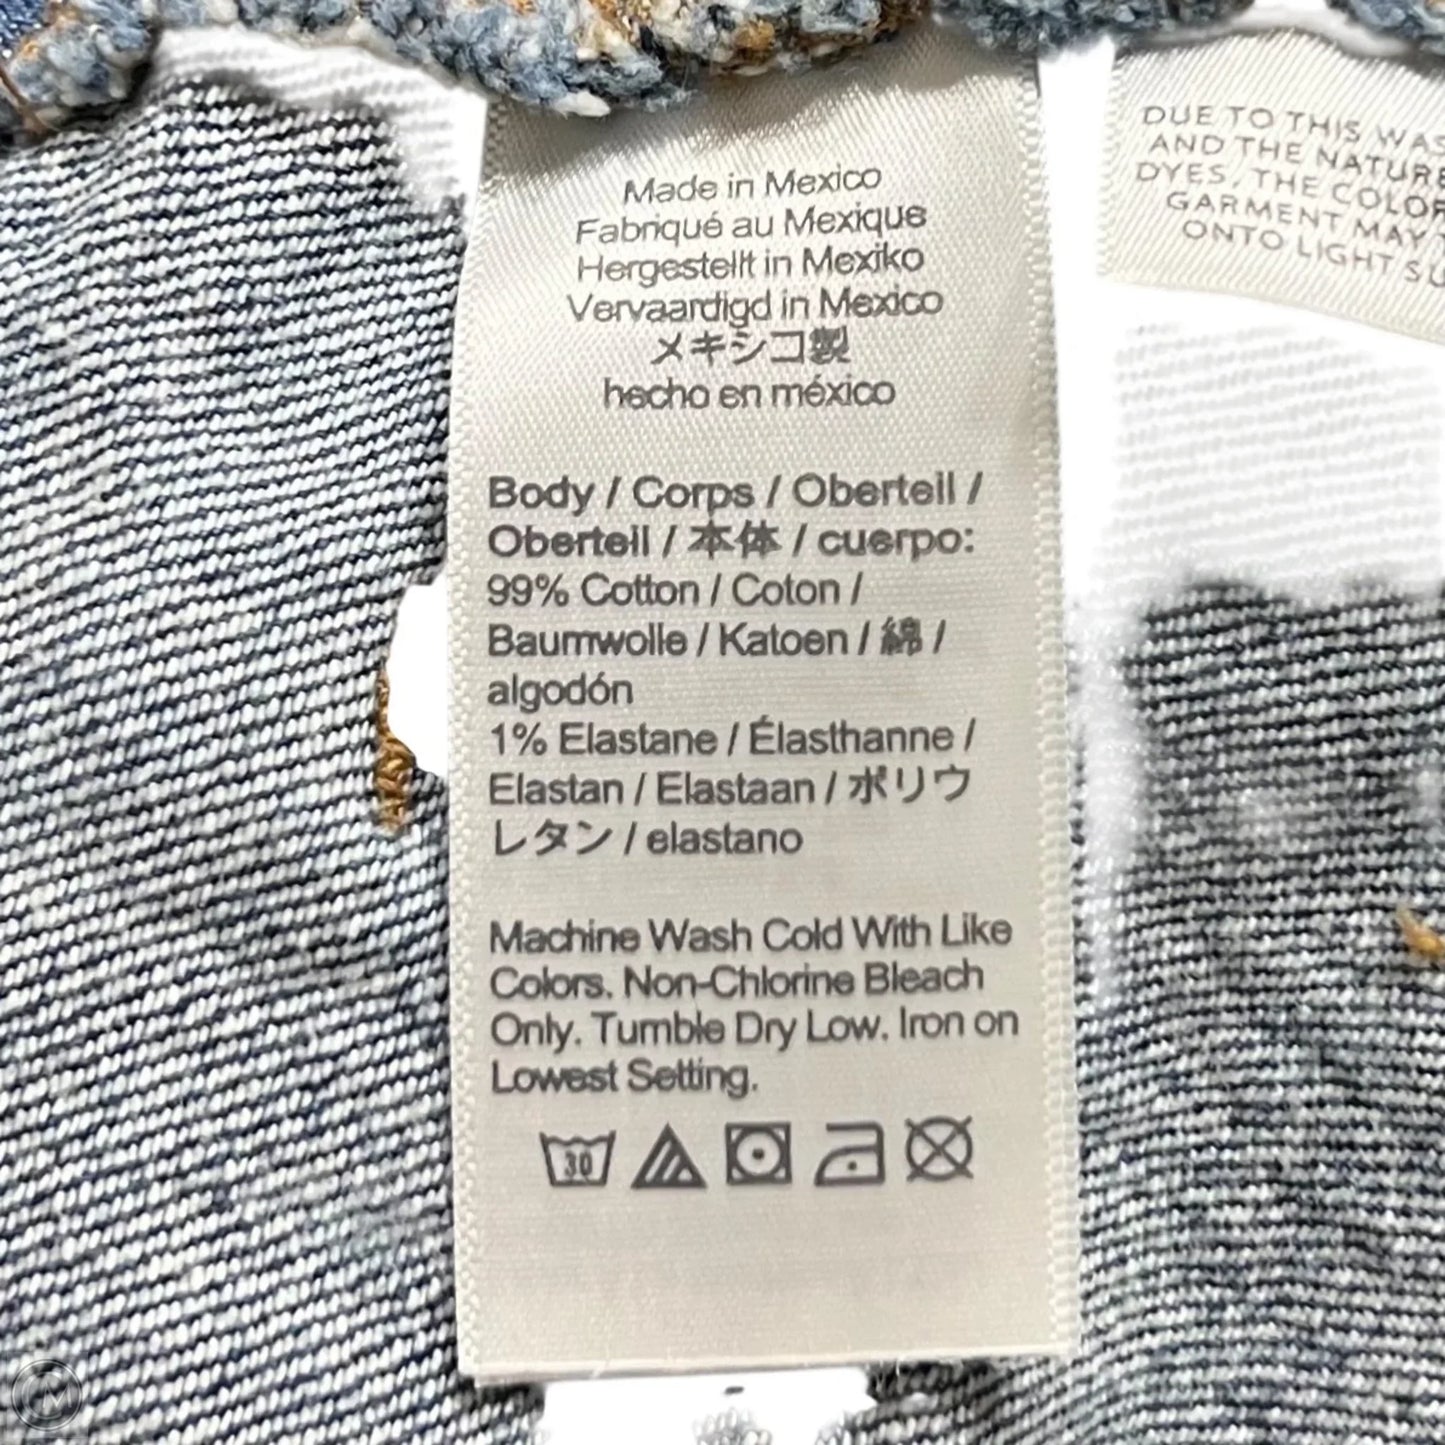 Made in Mexico
Fabriqué au Mexique
Hergestellt in Mexiko
Vervaardigd in Mexico
メキシコ製
hecho en méxico
Body / Corps / Oberteil /
Oberteil / 本体 / cuerpo:
99% Cotton / Coton /
Baumwolle / Katoen / 綿 /
algodón
1% Elastane / Élasthanne /
Elastan / Elastaan / ポリウ
レタン / elastano
Machine Wash Cold With Like
Colors. Non-Chlorine Bleach
Only. Tumble Dry Low. Iron on
Lowest Setting.
30
DUE TO THIS WAS
AND THE NATURE
DYES, THE COLOR
GARMENT MAY T
ONTO LIGHT SU